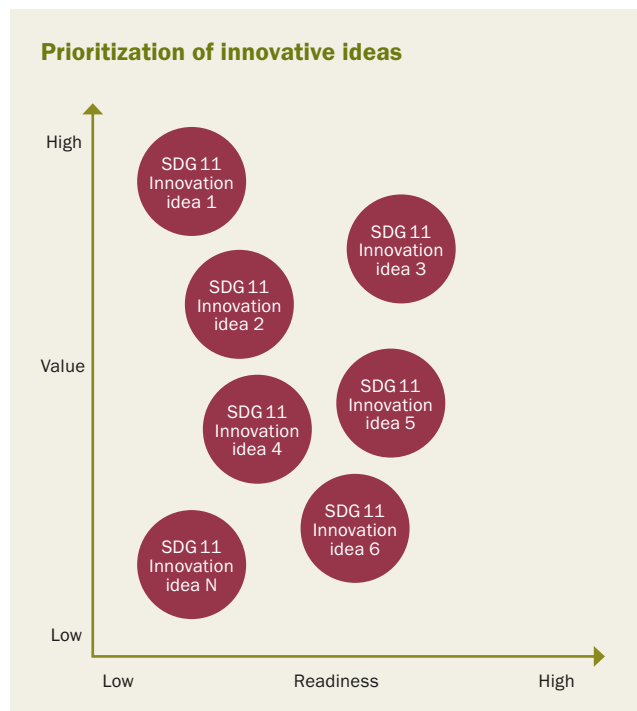 Prioritization of innovative ideas
High
SDG 11
Innovation
idea 1
SDG 11
Innovation
idea 3
SDG 11
Innovation
idea 2
Value
SDG 11
Innovation
idea 5
SDG 11
Innovation
idea 4
SDG 11
Innovation
idea 6
SDG 11
Innovation
idea N
Low
Low
Readiness
High